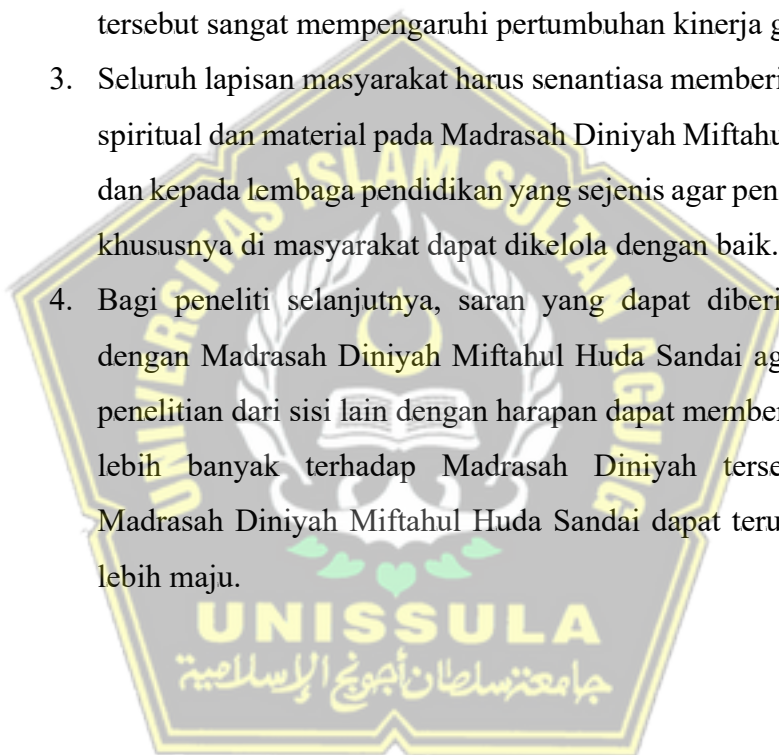 tersebut sangat mempengaruhi pertumbuhan kinerja g
3. Seluruh lapisan masyarakat harus senantiasa memberi
spiritual dan material pada Madrasah Diniyah Miftahu
dan kepada lembaga pendidikan yang sejenis agar pen
khususnya di masyarakat dapat dikelola dengan baik.
4. Bagi peneliti selanjutnya, saran yang dapat diberi
dengan Madrasah Diniyah Miftahul Huda Sandai ag
penelitian dari sisi lain dengan harapan dapat member
lebih banyak terhadap Madrasah Diniyah terse
Madrasah Diniyah Miftahul Huda Sandai dapat teru
lebih maju.
UNIVERSITAS ISLAM SULTAN AGUNG
UNISSULA
جامعة سلطان أجونج الإسلامية